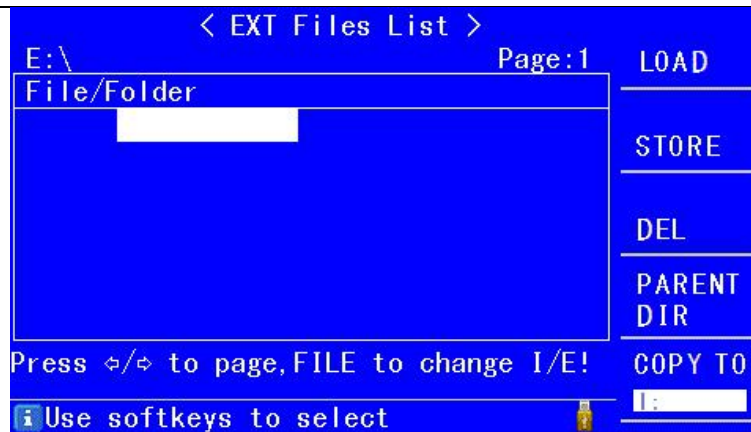 < EXT Files List >
E:\ Page:1
File/Folder
LOAD
STORE
DEL
PARENT
DIR
COPY TO
I:
Press ⇦/⇨ to page,FILE to change I/E!
Use softkeys to select